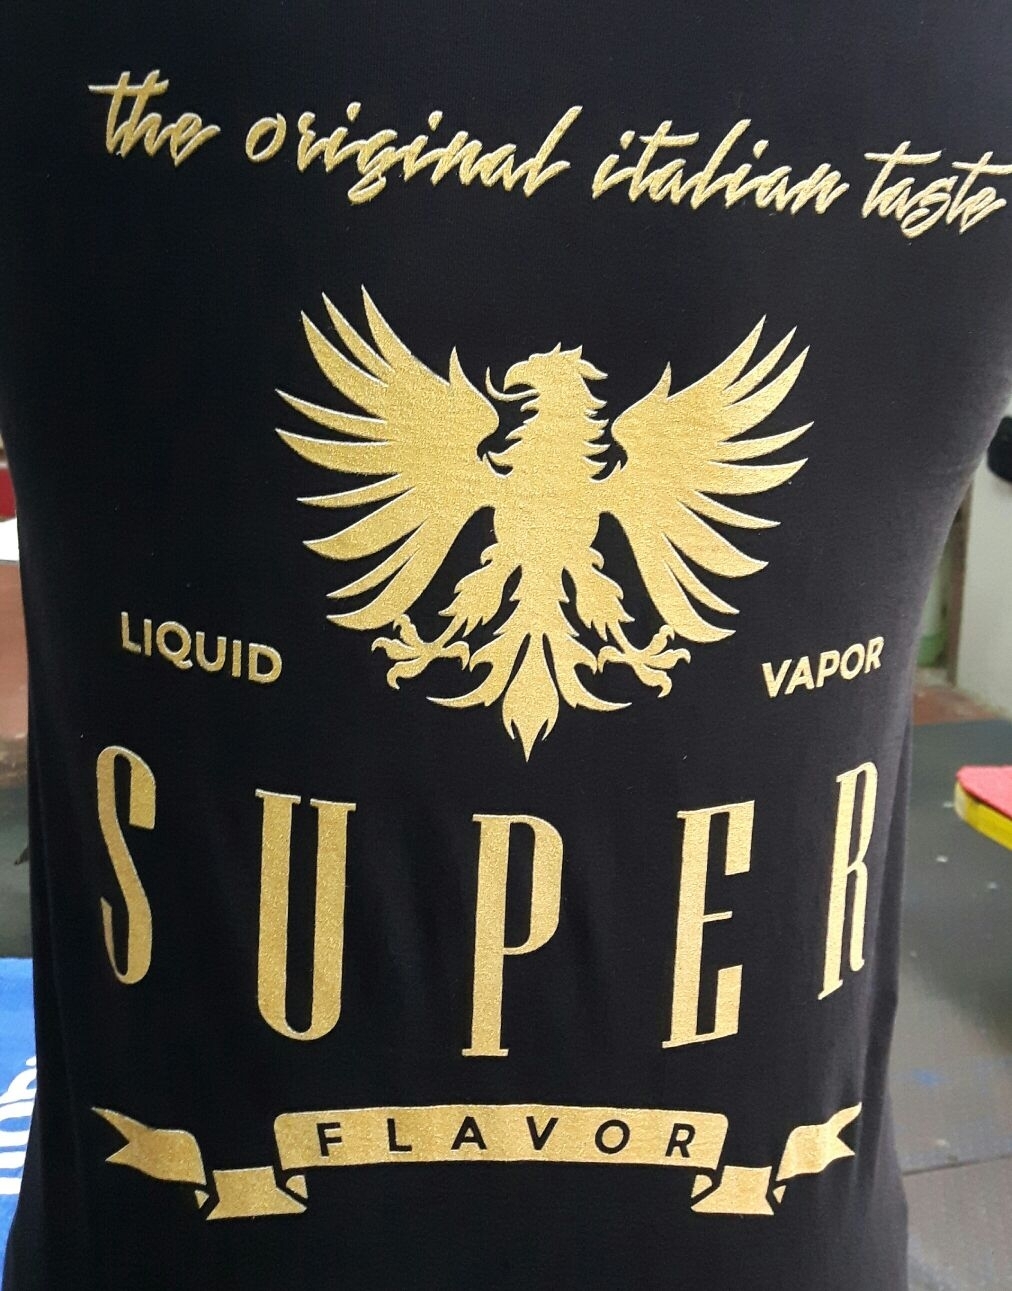 the original italian taste
LIQUID VAPOR
SUPER
FLAVOR